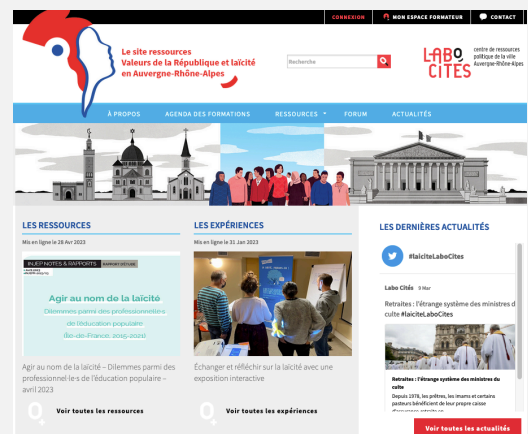 CONNEXION
MON ESPACE FORMATEUR
CONTACT
Le site ressources
Valeurs de la République et laïcité
en Auvergne-Rhône-Alpes
Recherche
LABO
CITÉS
centre de ressources
politique de la ville
Auvergne-Rhône-Alpes
À PROPOS
AGENDA DES FORMATIONS
RESSOURCES
FORUM
ACTUALITÉS
LES RESSOURCES
Mis en ligne le 28 Avr 2023
INJEP NOTES & RAPPORTS
RAPPORT D'ÉTUDE
Agir au nom de la laïcité
Dilemmes parmi des professionnel·le·s
de l'éducation populaire
(Île-de-France, 2015-2021)
Agir au nom de la laïcité – Dilemmes parmi des
professionnel·le·s de l'éducation populaire –
avril 2023
Voir toutes les ressources
LES EXPÉRIENCES
Mis en ligne le 31 Jan 2023
Échanger et réfléchir sur la laïcité avec une
exposition interactive
Voir toutes les expériences
LES DERNIÈRES ACTUALITÉS
#laiciteLaboCites
Labo Cités 9 Mar
Retraites : l'étrange système des ministres d
culte #laiciteLaboCites
Retraites : l'étrange système des ministres du
culte
Depuis 1978, les prêtres, les imams et certains
pasteurs bénéficient de leur propre caisse
d'assurance retraite en
Voir toutes les actualités